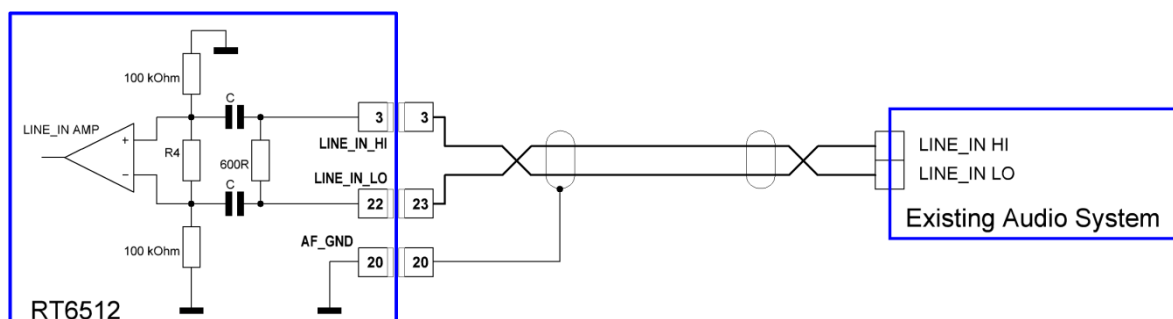 100 kOhm
C
LINE_IN AMP
+
3
3
LINE_IN_HI
LINE_IN HI
R4
600R
LINE_IN_LO
LINE_IN LO
−
C
22
23
Existing Audio System
AF_GND
100 kOhm
20
20
RT6512